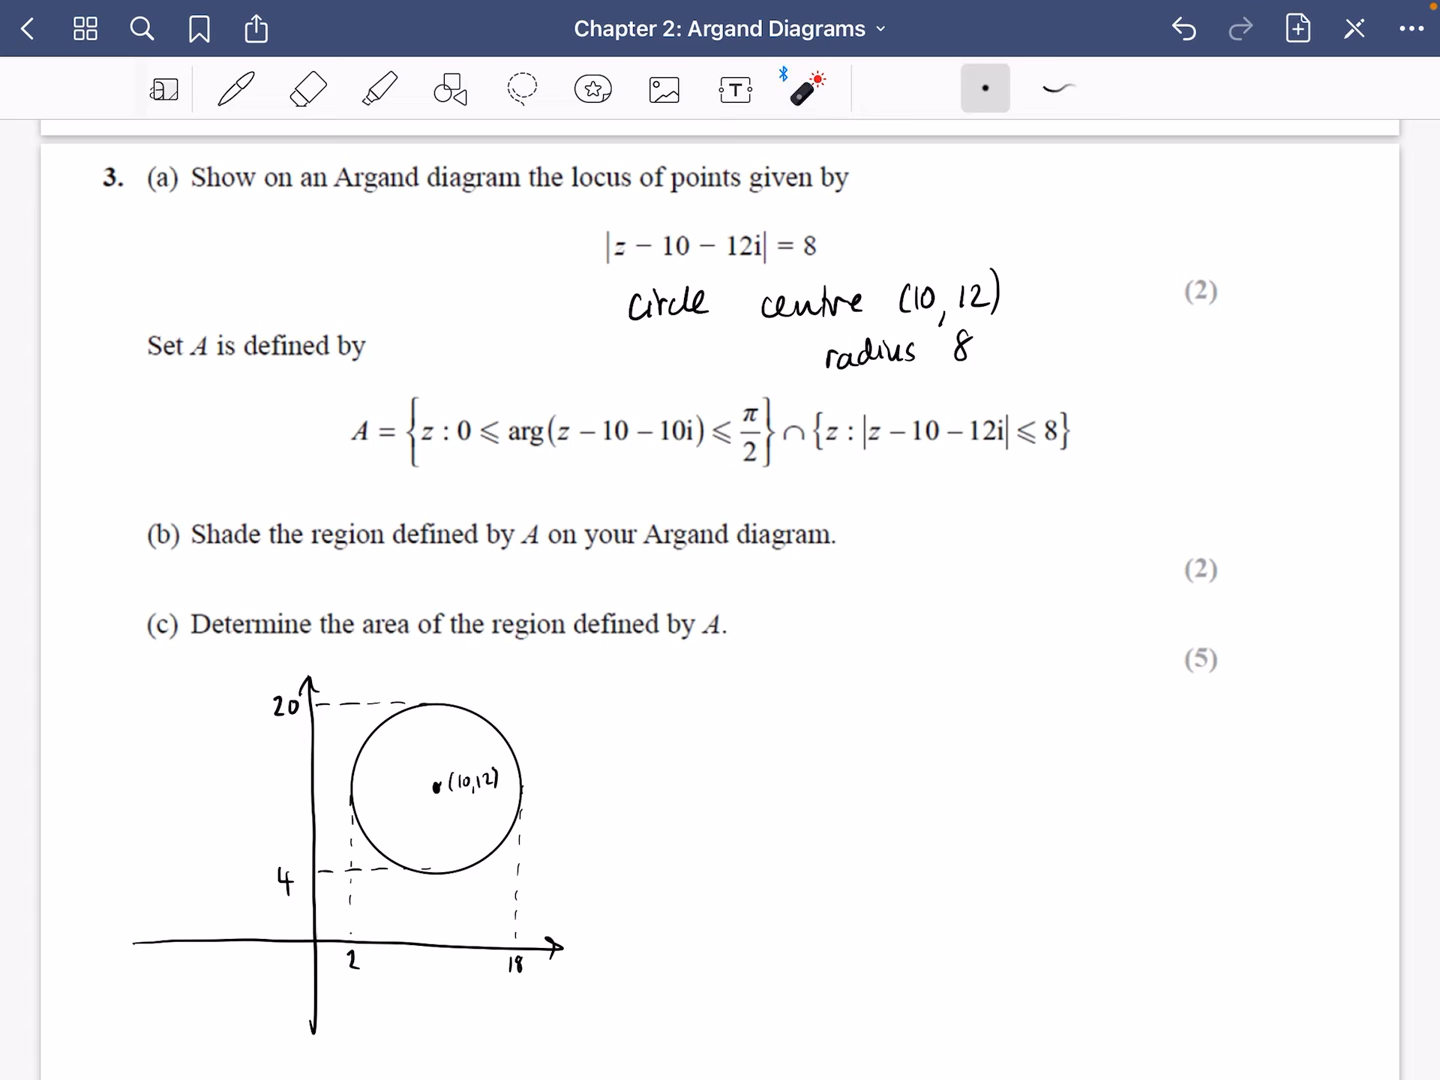 Chapter 2: Argand Diagrams
3. (a) Show on an Argand diagram the locus of points given by
|z − 10 − 12i| = 8
(2)
circle centre (10, 12)
radius 8
Set A is defined by
A = {z : 0 ⩽ arg(z − 10 − 10i) ⩽ π/2} ∩ {z : |z − 10 − 12i| ⩽ 8}
(b) Shade the region defined by A on your Argand diagram.
(2)
(c) Determine the area of the region defined by A.
(5)
20
(10,12)
4
2 18